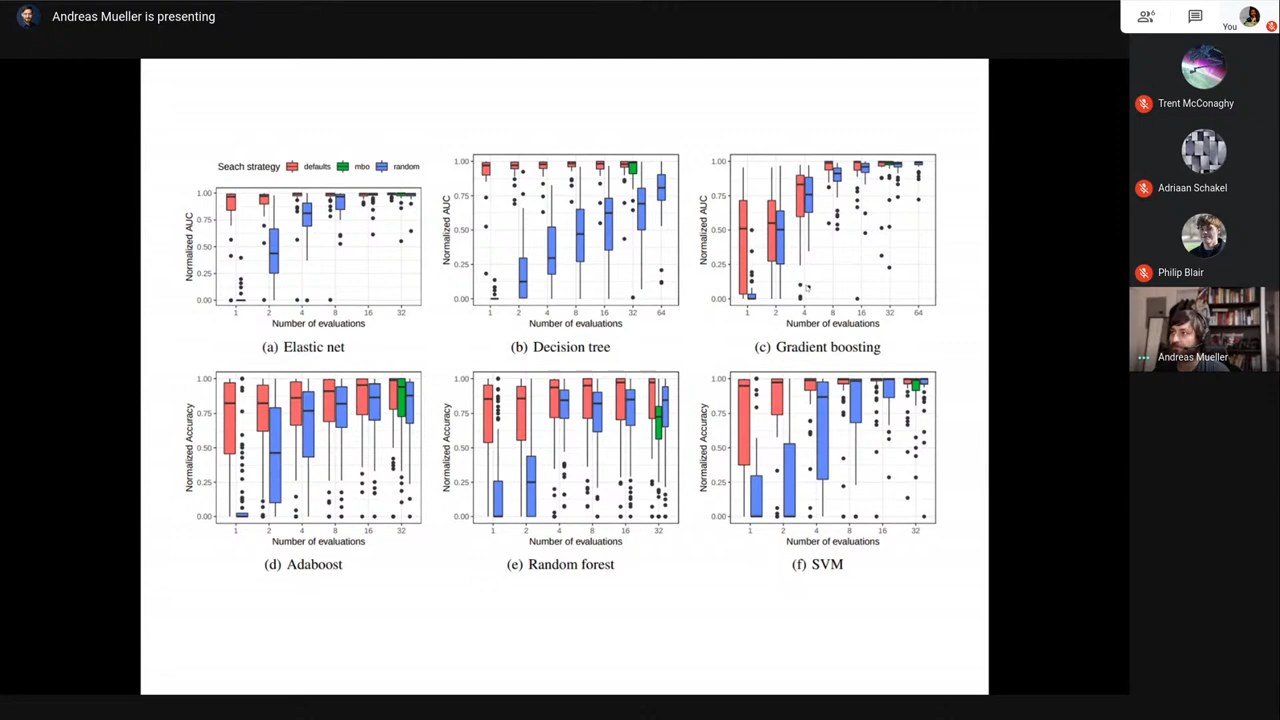 Andreas Mueller is presenting
6
You
Trent McConaghy
Adriaan Schakel
Philip Blair
Andreas Mueller
Seach strategy defaults mbo random
Normalized AUC
1.00
0.75
0.50
0.25
0.00
1 2 4 8 16 32
Number of evaluations
(a) Elastic net
Normalized AUC
1.00
0.75
0.50
0.25
0.00
1 2 4 8 16 32 64
Number of evaluations
(b) Decision tree
Normalized AUC
1.00
0.75
0.50
0.25
0.00
1 2 4 8 16 32 64
Number of evaluations
(c) Gradient boosting
Normalized Accuracy
1.00
0.75
0.50
0.25
0.00
1 2 4 8 16 32
Number of evaluations
(d) Adaboost
Normalized Accuracy
1.00
0.75
0.50
0.25
0.00
1 2 4 8 16 32
Number of evaluations
(e) Random forest
Normalized Accuracy
1.00
0.75
0.50
0.25
0.00
1 2 4 8 16 32
Number of evaluations
(f) SVM